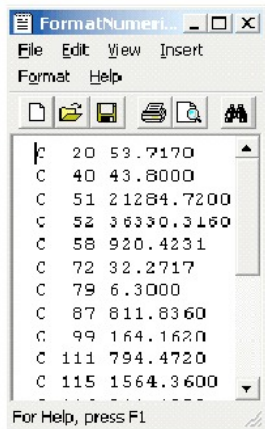 FormatNumeri...
File Edit View Insert
Format Help
C 20 53.7170
C 40 43.8000
C 51 21284.7200
C 52 36330.3160
C 58 920.4231
C 72 32.2717
C 79 6.3000
C 87 811.8360
C 99 164.1620
C 111 794.4720
C 115 1564.3600
For Help, press F1